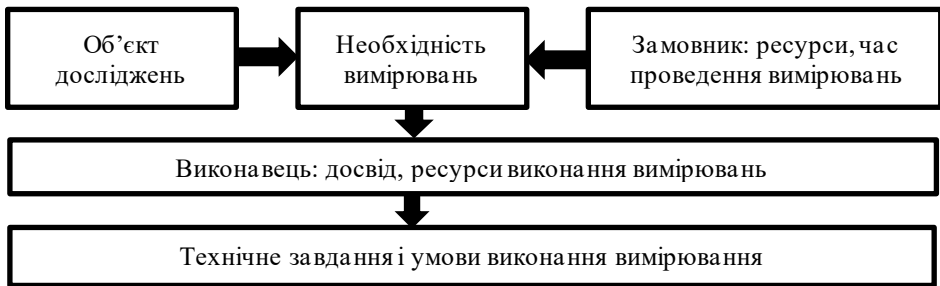 Об’єкт
досліджень
Необхідність
вимірювань
Замовник: ресурси, час
проведення вимірювань
Виконавець: досвід, ресурси виконання вимірювань
Технічне завдання і умови виконання вимірювання